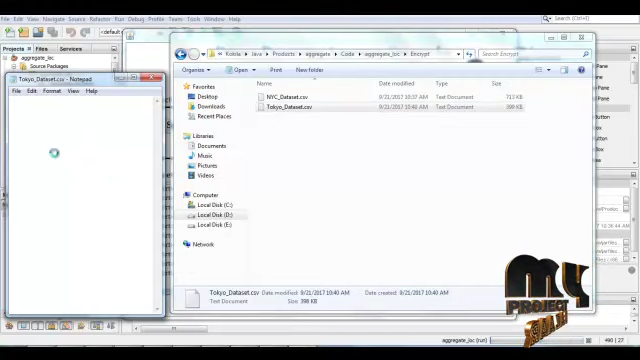 File Edit View Navigate Source Refactor Run Debug Profile Team Tools Window Help
Search (Ctrl+I)
Projects Files Services
aggregate_loc
Source Packages
Tokyo_Dataset.csv - Notepad
File Edit Format View Help
Java Products aggregate Code aggregate_loc Encrypt
Search Encrypt
Organize Open Print New folder
Name Date modified Type Size
NYC_Dataset.csv 9/21/2017 10:37 AM Text Document 713 KB
Tokyo_Dataset.csv 9/21/2017 10:40 AM Text Document 399 KB
Favorites
Desktop
Downloads
Recent Places
Libraries
Documents
Music
Pictures
Videos
Computer
Local Disk (C:)
Local Disk (D:)
Local Disk (E:)
Network
Tokyo_Dataset.csv Date modified: 9/21/2017 10:40 AM Date created: 9/21/2017 10:40 AM
Text Document Size: 398 KB
MY
PROJECT
aggregate_loc (run) 490 | 27